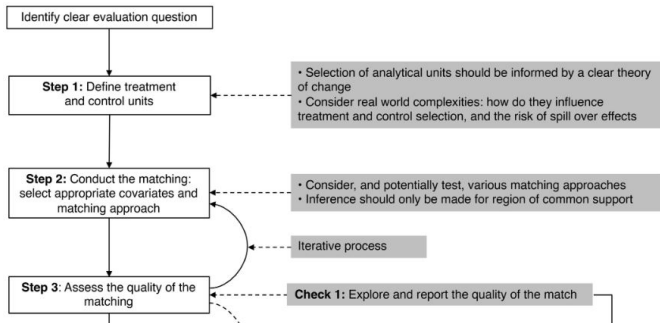 Identify clear evaluation question
Step 1: Define treatment
and control units
• Selection of analytical units should be informed by a clear theory
of change
• Consider real world complexities: how do they influence
treatment and control selection, and the risk of spill over effects
Step 2: Conduct the matching:
select appropriate covariates and
matching approach
• Consider, and potentially test, various matching approaches
• Inference should only be made for region of common support
Iterative process
Step 3: Assess the quality of the
matching
Check 1: Explore and report the quality of the match